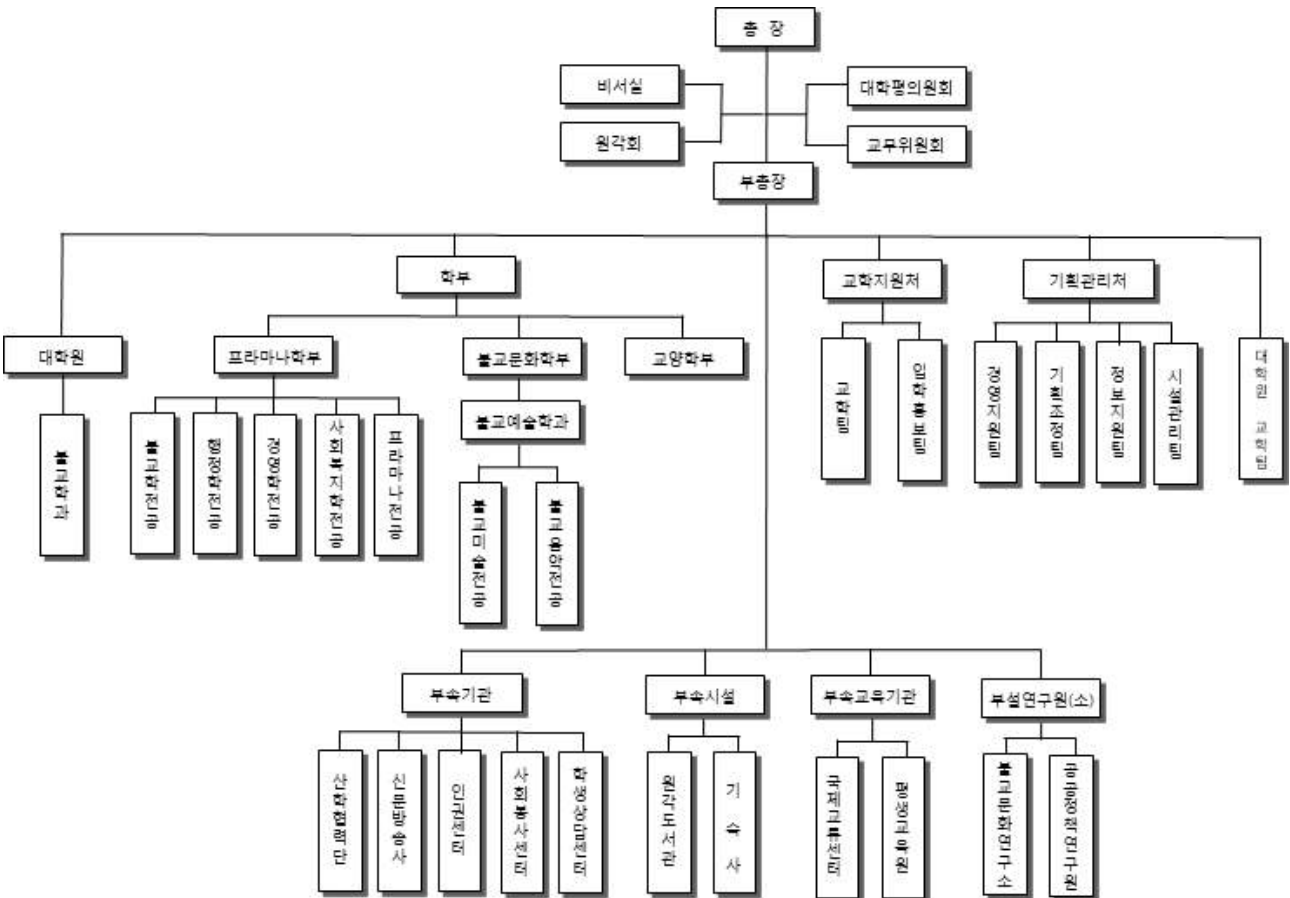 총 장
비서실
대학평의원회
원각회
교무위원회
부총장
학부
교학지원처
기획관리처
대학원
프라마나학부
불교문화학부
교양학부
교학팀
입학홍보팀
경영지원팀
기획조정팀
정보지원팀
시설관리팀
대학원 교학팀
불교학과
불교학전공
행정학전공
경영학전공
사회복지학전공
프라마나전공
불교예술학과
불교미술전공
불교음악전공
부속기관
부속시설
부속교육기관
부설연구원(소)
산학협력단
신문방송사
인권센터
사회봉사센터
학생상담센터
원각도서관
기 숙 사
국제교류센터
평생교육원
불교문화연구소
공공정책연구원